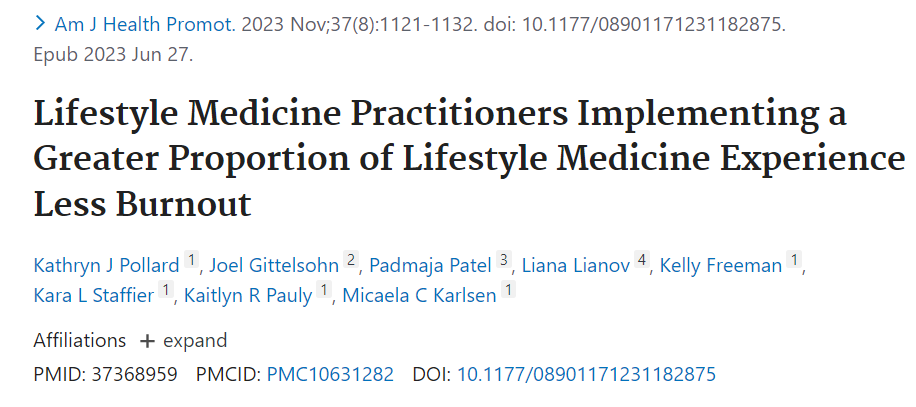 > Am J Health Promot. 2023 Nov;37(8):1121-1132. doi: 10.1177/08901171231182875.
Epub 2023 Jun 27.
Lifestyle Medicine Practitioners Implementing a
Greater Proportion of Lifestyle Medicine Experience
Less Burnout
Kathryn J Pollard 1, Joel Gittelsohn 2, Padmaja Patel 3, Liana Lianov 4, Kelly Freeman 1,
Kara L Staffier 1, Kaitlyn R Pauly 1, Micaela C Karlsen 1
Affiliations + expand
PMID: 37368959 PMCID: PMC10631282 DOI: 10.1177/08901171231182875